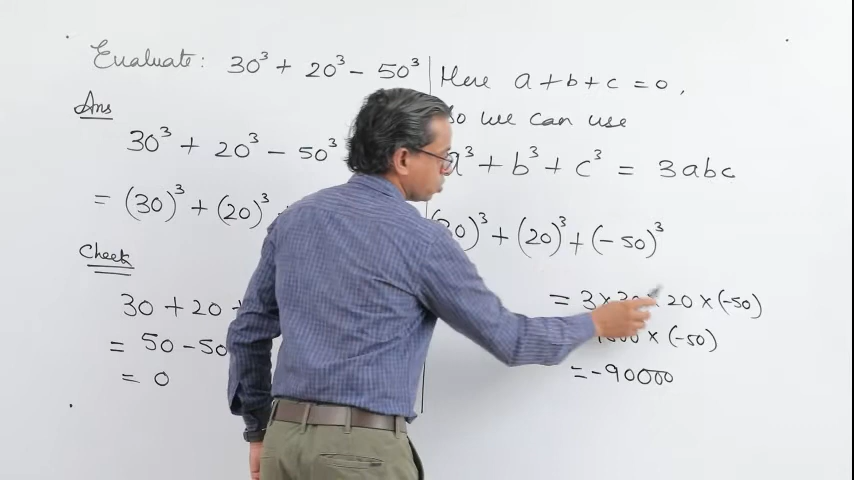 Evaluate: 30³ + 20³ - 50³
Ans
30³ + 20³ - 50³
= (30)³ + (20)³
Check
30 + 20 +
= 50 - 50
= 0
Here a + b + c = 0,
so we can use
a³ + b³ + c³ = 3abc
0)³ + (20)³ + (-50)³
= 3 × 30 × 20 × (-50)
× (-50)
= -90000